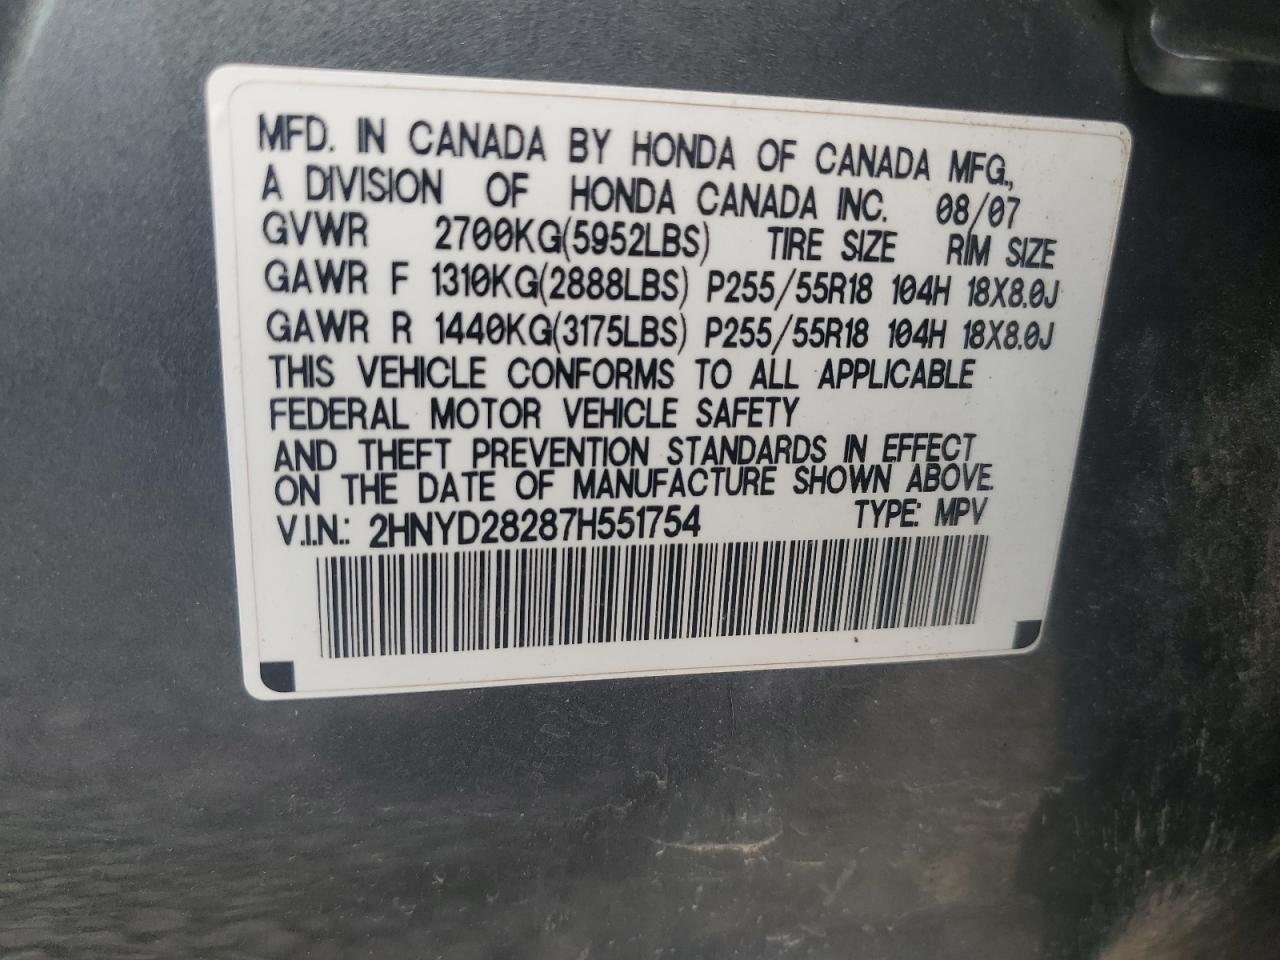 MFD. IN CANADA BY HONDA OF CANADA MFG.,
A DIVISION OF HONDA CANADA INC. 08/07
GVWR 2700KG(5952LBS) TIRE SIZE RIM SIZE
GAWR F 1310KG(2888LBS) P255/55R18 104H 18X8.0J
GAWR R 1440KG(3175LBS) P255/55R18 104H 18X8.0J
THIS VEHICLE CONFORMS TO ALL APPLICABLE
FEDERAL MOTOR VEHICLE SAFETY
AND THEFT PREVENTION STANDARDS IN EFFECT
ON THE DATE OF MANUFACTURE SHOWN ABOVE.
V.I.N.: 2HNYD28287H551754 TYPE: MPV